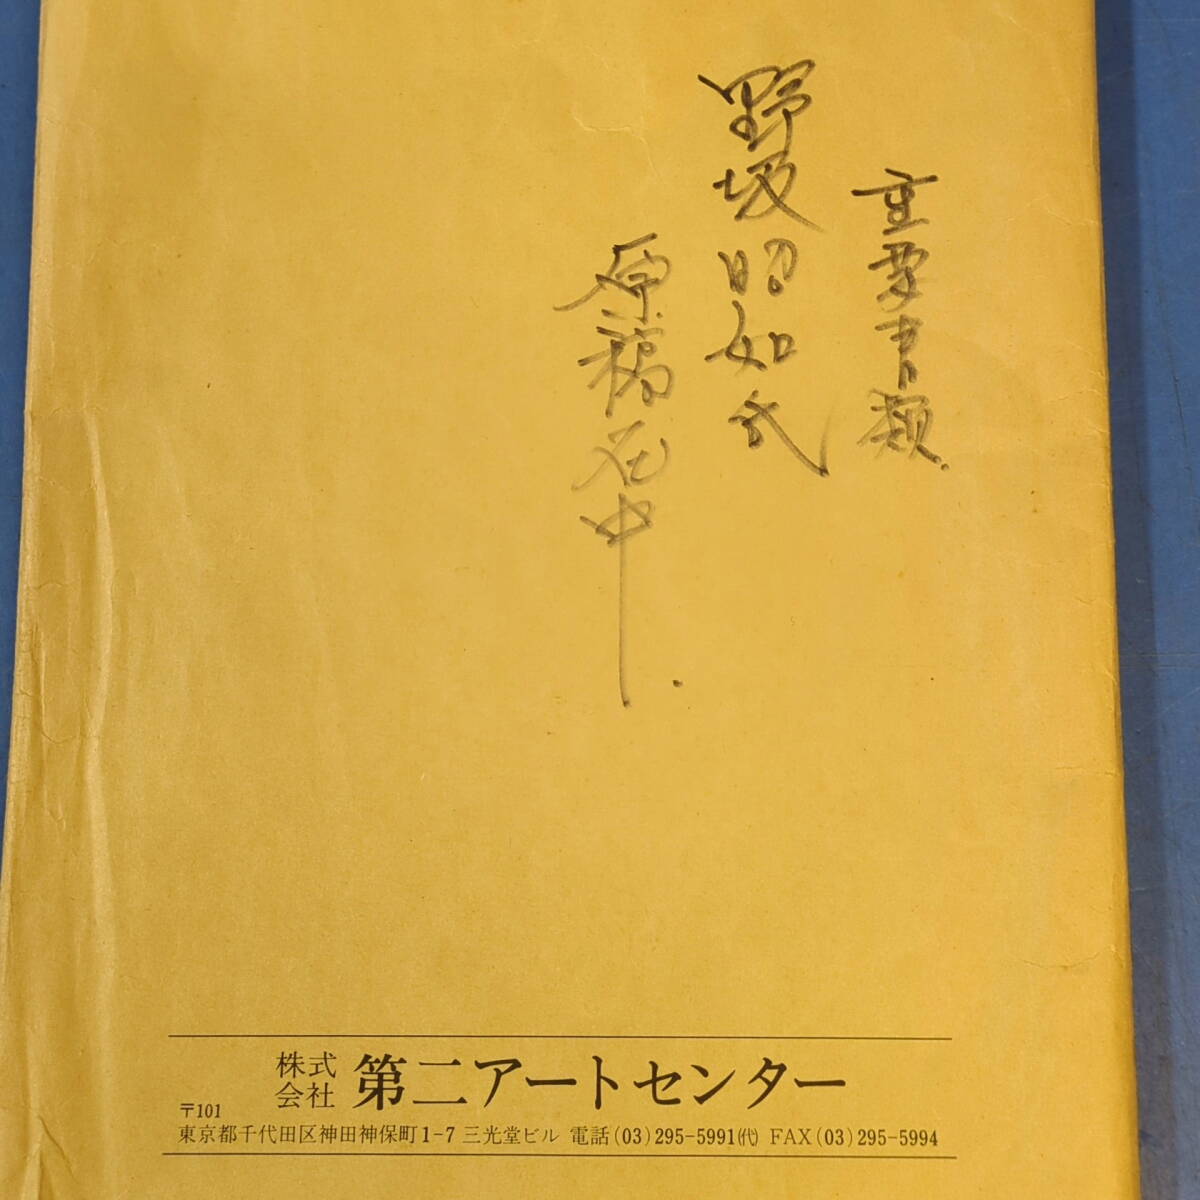 重要書類.
野坂昭如氏
原稿在中.
株式会社 第二アートセンター
〒101
東京都千代田区神田神保町1-7 三光堂ビル 電話(03)295-5991(代) FAX(03)295-5994